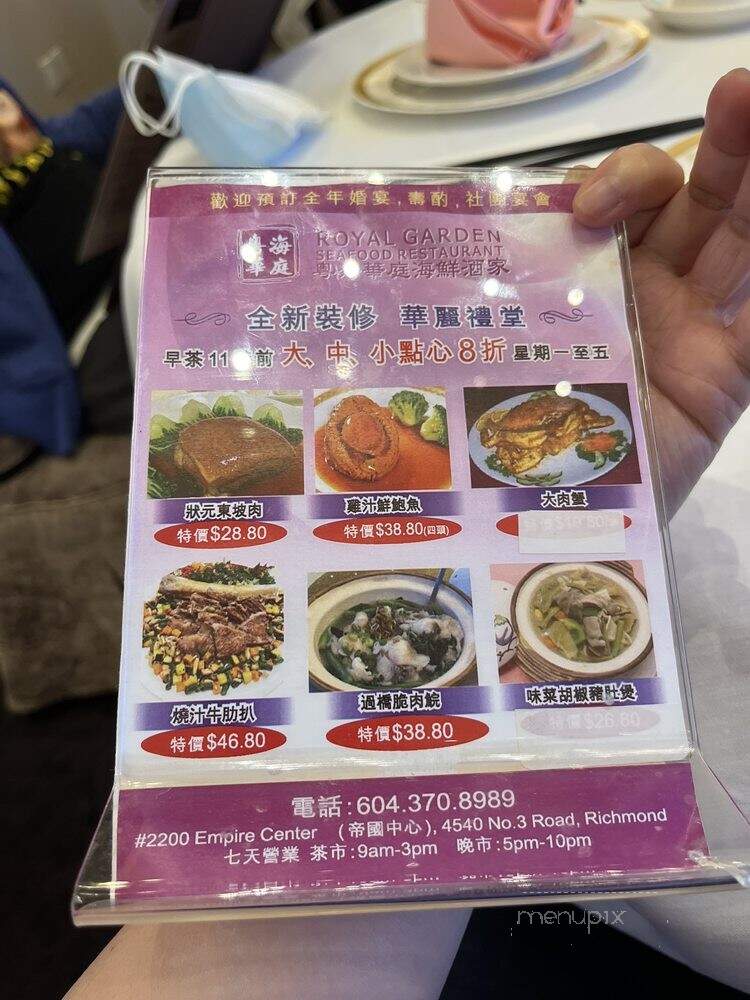 歡迎預訂全年婚宴,壽酌,社團宴會
粵海華庭
ROYAL GARDEN
SEAFOOD RESTAURANT
華庭海鮮酒家
全新裝修 華麗禮堂
早茶11 前 大、中、小點心8折 星期一至五
狀元東坡肉
特價$28.80
雞汁鮮鮑魚
特價$38.80(四頭)
大肉蟹
燒汁牛肋扒
特價$46.80
過橋脆肉鯇
特價$38.80
味菜胡椒豬肚煲
特價$26.80
電話:604.370.8989
#2200 Empire Center (帝國中心), 4540 No.3 Road, Richmond
七天營業 茶市:9am-3pm 晚市:5pm-10pm
menupix